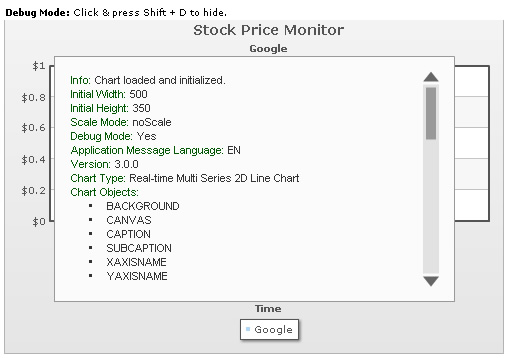 Debug Mode: Click & press Shift + D to hide.
Stock Price Monitor
Google
$1
$0.8
$0.6
$0.4
$0.2
$0
Info: Chart loaded and initialized.
Initial Width: 500
Initial Height: 350
Scale Mode: noScale
Debug Mode: Yes
Application Message Language: EN
Version: 3.0.0
Chart Type: Real-time Multi Series 2D Line Chart
Chart Objects:
• BACKGROUND
• CANVAS
• CAPTION
• SUBCAPTION
• XAXISNAME
• YAXISNAME
Time
Google